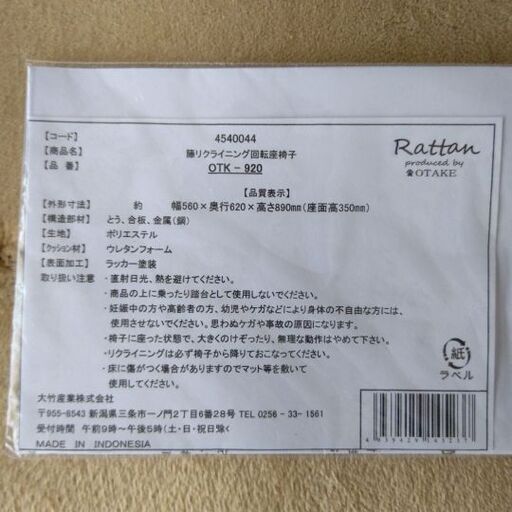 【コード】 4540044
【商品名】 籐リクライニング回転座椅子
【品 番】 OTK－920
Rattan
produced by
OTAKE
【品質表示】
【外形寸法】 約 幅560×奥行620×高さ890mm（座面高350mm）
【構造部材】 とう、合板、金属(鋼)
【生地】 ポリエステル
【クッション材】 ウレタンフォーム
【表面加工】 ラッカー塗装
取り扱い注意 ・直射日光、熱を避けてください。
・商品の上に乗ったり踏台として使用しないでください。
・妊娠中の方や高齢者の方、幼児やケガなどにより身体の不自由な方には、
使用させないでください。思わぬケガや事故の原因になります。
・椅子に座った状態で、大きくのけぞったり、無理な動作はやめてください。
・リクライニングは必ず椅子から降りておこなってください。
・床に傷がつく場合がありますのでマット等を敷いて
使用してください。
紙
ラベル
大竹産業株式会社
〒955-8543 新潟県三条市一ノ門2丁目6番28号 TEL 0256－33－1561
受付時間 午前9時～午後5時(土・日・祝日除く
MADE IN INDONESIA